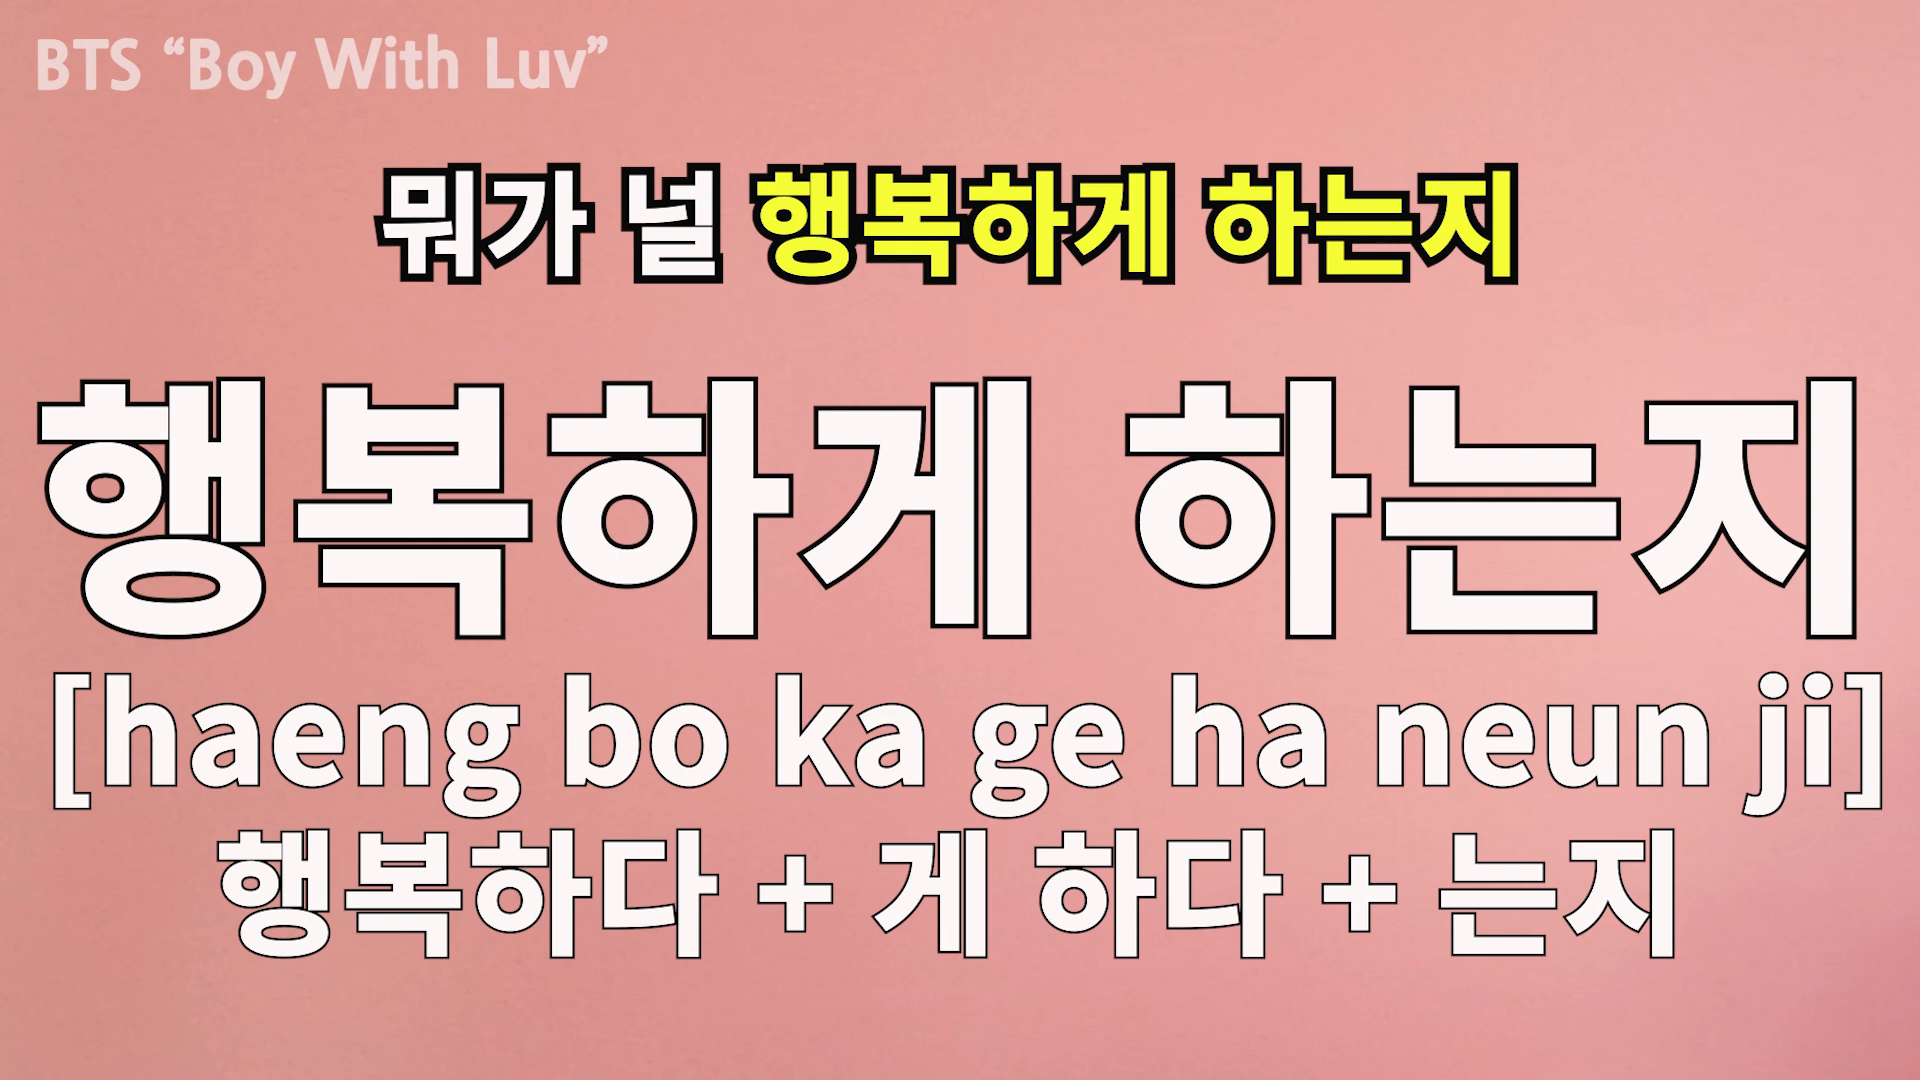 BTS “Boy With Luv”
뭐가 널 행복하게 하는지
행복하게 하는지
[haeng bo ka ge ha neun ji]
행복하다 + 게 하다 + 는지